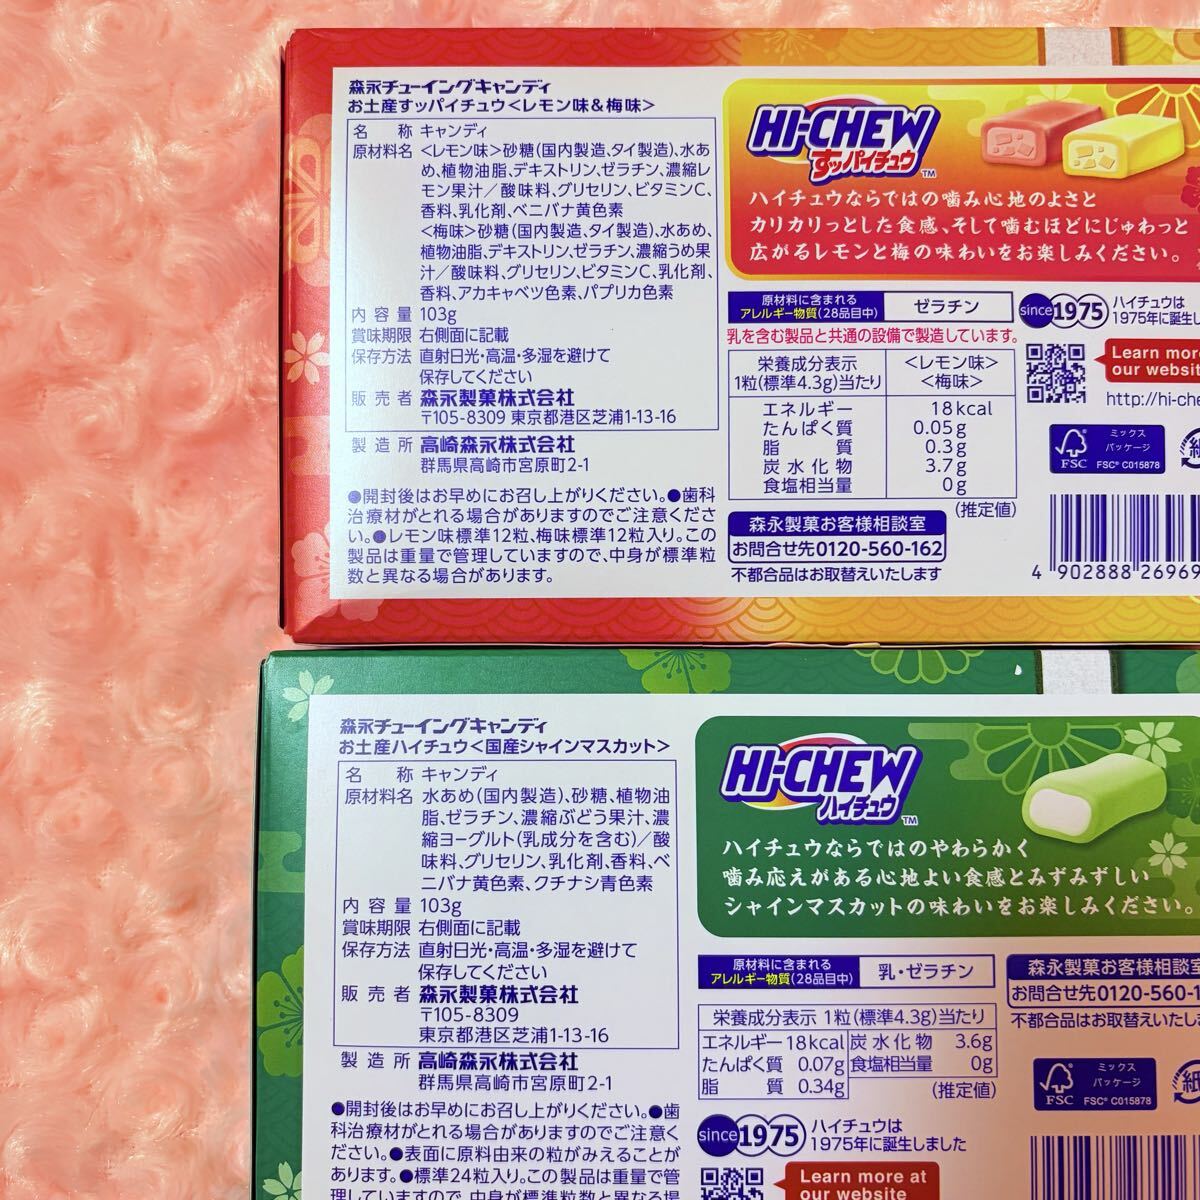 森永チューイングキャンディ
お土産すッパイチュウ<レモン味&梅味>
名 称 キャンディ
原材料名 <レモン味>砂糖(国内製造、タイ製造)、水あ
め、植物油脂、デキストリン、ゼラチン、濃縮レ
モン果汁/酸味料、グリセリン、ビタミンC、
香料、乳化剤、ベニバナ黄色素
<梅味>砂糖(国内製造、タイ製造)、水あめ、
植物油脂、デキストリン、ゼラチン、濃縮うめ果
汁/酸味料、グリセリン、ビタミンC、乳化剤、
香料、アカキャベツ色素、パプリカ色素
内容量 103g
賞味期限 右側面に記載
保存方法 直射日光・高温・多湿を避けて
保存してください
販売者 森永製菓株式会社
〒105-8309 東京都港区芝浦1-13-16
製造所 高崎森永株式会社
群馬県高崎市宮原町2-1
●開封後はお早めにお召し上がりください。●歯科
治療材がとれる場合がありますのでご注意くださ
い。●レモン味標準12粒、梅味標準12粒入り。この
製品は重量で管理していますので、中身が標準粒
数と異なる場合があります。
HI-CHEW
すッパイチュウ™
ハイチュウならではの噛み心地のよさと
カリカリっとした食感、そして噛むほどにじゅわっと
広がるレモンと梅の味わいをお楽しみください。
原材料に含まれる
アレルギー物質(28品目中)
ゼラチン
乳を含む製品と共通の設備で製造しています。
栄養成分表示
1粒(標準4.3g)当たり
<レモン味>
<梅味>
エネルギー 18kcal
たんぱく質 0.05g
脂質 0.3g
炭水化物 3.7g
食塩相当量 0g
(推定値)
森永製菓お客様相談室
お問合せ先0120-560-162
不都合品はお取替えいたします
since 1975
ハイチュウは
1975年に誕生し
Learn more
our website
http://hi-che
FSC
ミックス
パッケージ
FSC® C015878
紙
4 902888 26969
森永チューイングキャンディ
お土産ハイチュウ<国産シャインマスカット>
名 称 キャンディ
原材料名 水あめ(国内製造)、砂糖、植物油
脂、ゼラチン、濃縮ぶどう果汁、濃
縮ヨーグルト(乳成分を含む)/酸
味料、グリセリン、乳化剤、香料、ベ
ニバナ黄色素、クチナシ青色素
内容量 103g
賞味期限 右側面に記載
保存方法 直射日光・高温・多湿を避けて
保存してください
販売者 森永製菓株式会社
〒105-8309
東京都港区芝浦1-13-16
製造所 高崎森永株式会社
群馬県高崎市宮原町2-1
●開封後はお早めにお召し上がりください。●歯
科治療材がとれる場合がありますのでご注意く
ださい。●表面に原料由来の粒がみえることが
あります。●標準24粒入り。この製品は重量で管
理していますので、中身が標準粒数と異なる場
HI-CHEW
ハイチュウ™
ハイチュウならではのやわらかく
噛み応えがある心地よい食感とみずみずしい
シャインマスカットの味わいをお楽しみください。
原材料に含まれる
アレルギー物質(28品目中)
乳・ゼラチン
栄養成分表示 1粒(標準4.3g)当たり
エネルギー 18kcal 炭水化物 3.6g
たんぱく質 0.07g 食塩相当量 0g
脂質 0.34g
(推定値)
森永製菓お客様相談室
お問合せ先0120-560-1
不都合品はお取替えいたしま
since 1975
ハイチュウは
1975年に誕生しました
Learn more at
our website
FSC
ミックス
パッケージ
FSC® C015878
紙